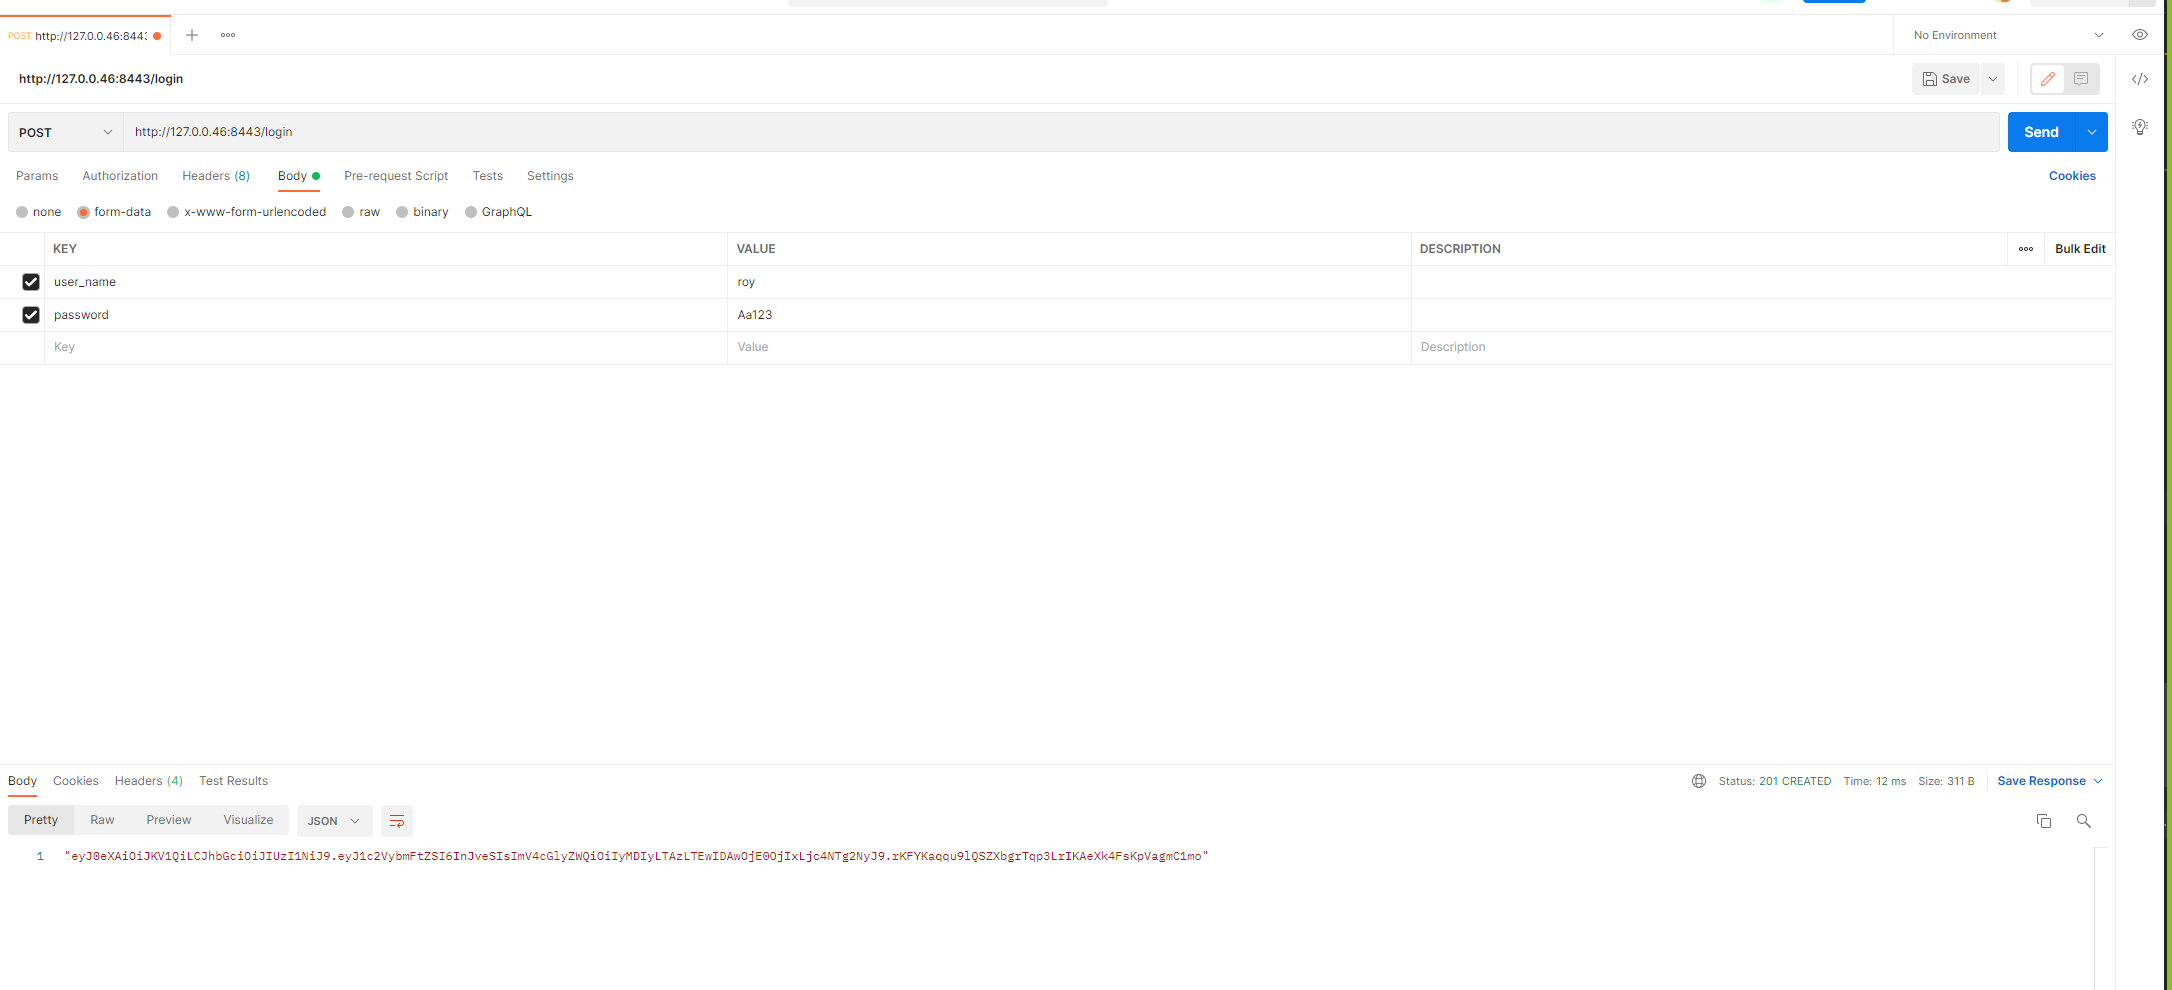 POST http://127.0.0.46:8443
No Environment
http://127.0.0.46:8443/login
Save
POST http://127.0.0.46:8443/login Send
Params Authorization Headers (8) Body Pre-request Script Tests Settings Cookies
none form-data x-www-form-urlencoded raw binary GraphQL
KEY VALUE DESCRIPTION Bulk Edit
user_name roy
password Aa123
Key Value Description
Body Cookies Headers (4) Test Results Status: 201 CREATED Time: 12 ms Size: 311 B Save Response
Pretty Raw Preview Visualize JSON
1 "eyJ0eXAiOiJKV1QiLCJhbGciOiJIUzI1NiJ9.eyJ1c2VybmFtZSI6InJveSIsImV4cGlyZWQiOiIyMDIyLTAzLTEwIDAwOjE0OjIxLjc4NTg2NyJ9.rKFYKaqqu9lQSZXbgrTqp3LrIKAeXk4FsKpVagmC1mo"